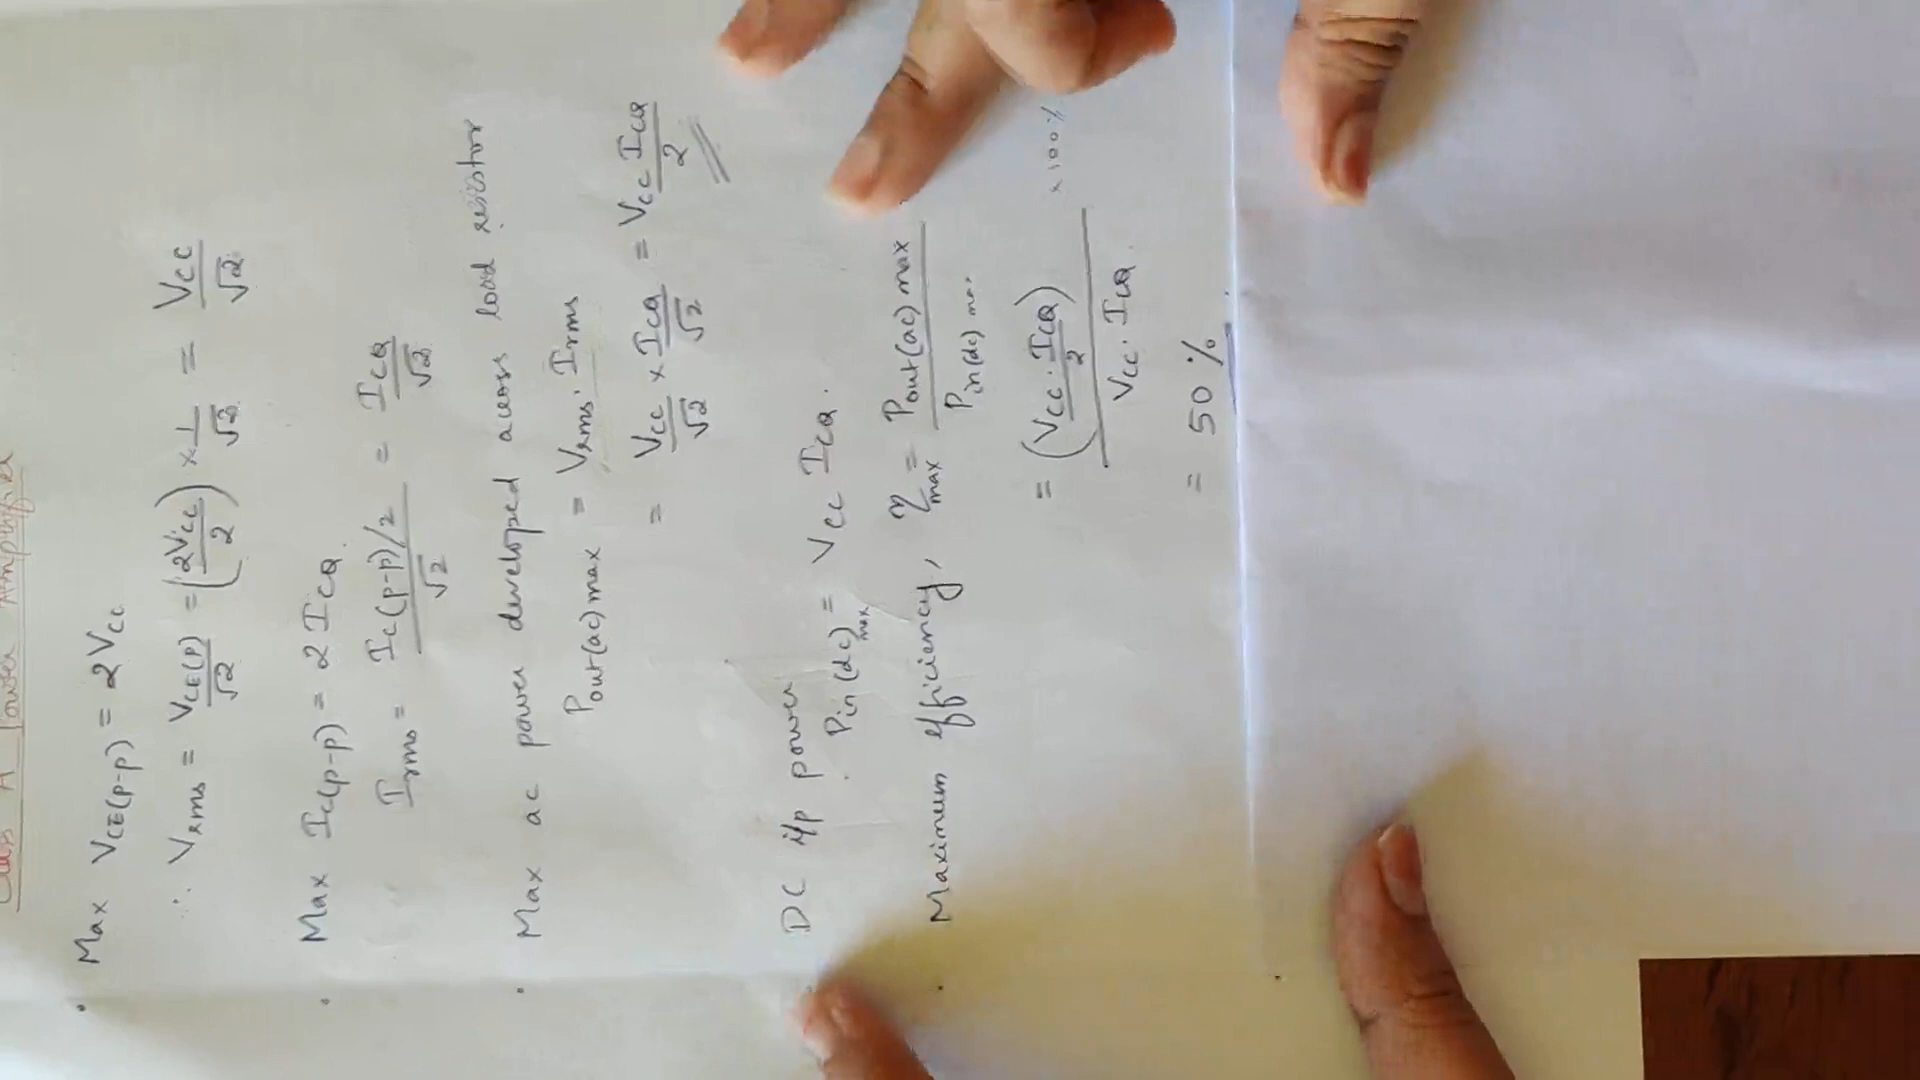 Class A Power Amplifier
• Max VCE(p-p) = 2VCC
∴ Vrms = VCE(p)/√2 = (2VCC/2) × 1/√2 = VCC/√2
• Max IC(p-p) = 2 ICQ
Irms = IC(p-p)/2 / √2 = ICQ/√2
• Max ac power developed across load resistor
Pout(ac)max = Vrms . Irms
= VCC/√2 × ICQ/√2 = VCC ICQ/2
DC i/p power
Pin(dc)max = VCC ICQ.
• Maximum efficiency, ηmax = Pout(ac)max / Pin(dc)max
= (VCC . ICQ/2) / VCC . ICQ × 100%
= 50 %